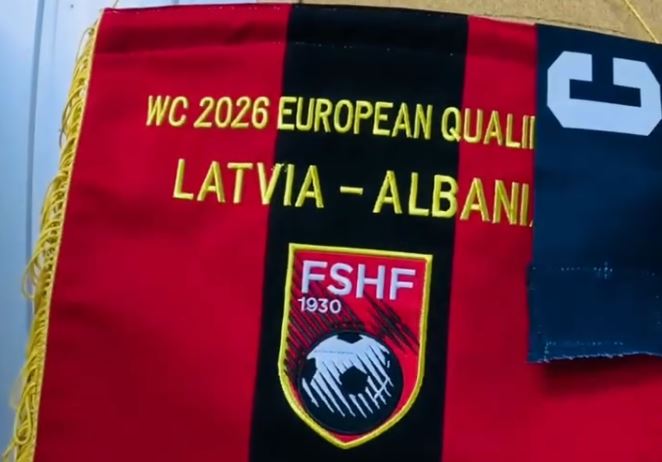 WC 2026 EUROPEAN QUALI
LATVIA - ALBANI
FSHF
1930
C